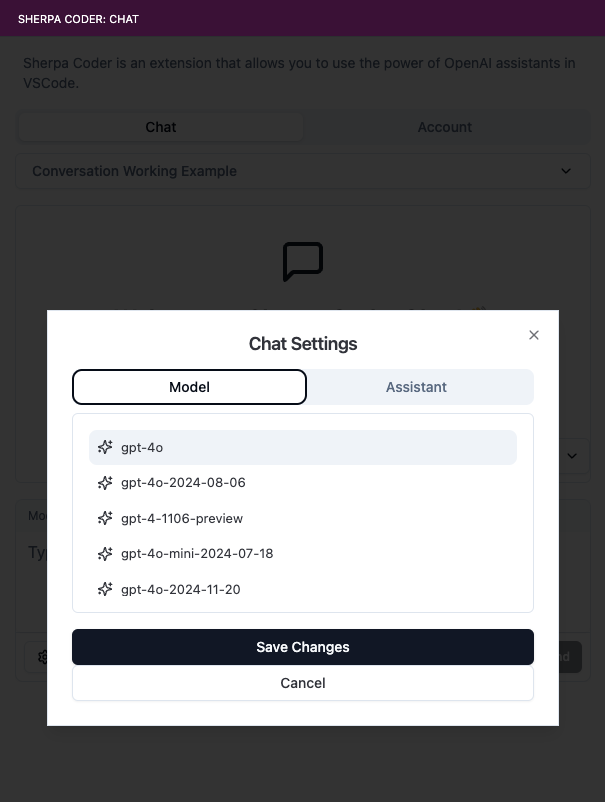 SHERPA CODER: CHAT
Sherpa Coder is an extension that allows you to use the power of OpenAI assistants in
VSCode.
Chat
Account
Conversation Working Example
Chat Settings
Model
Assistant
gpt-4o
gpt-4o-2024-08-06
gpt-4-1106-preview
gpt-4o-mini-2024-07-18
gpt-4o-2024-11-20
Save Changes
Cancel